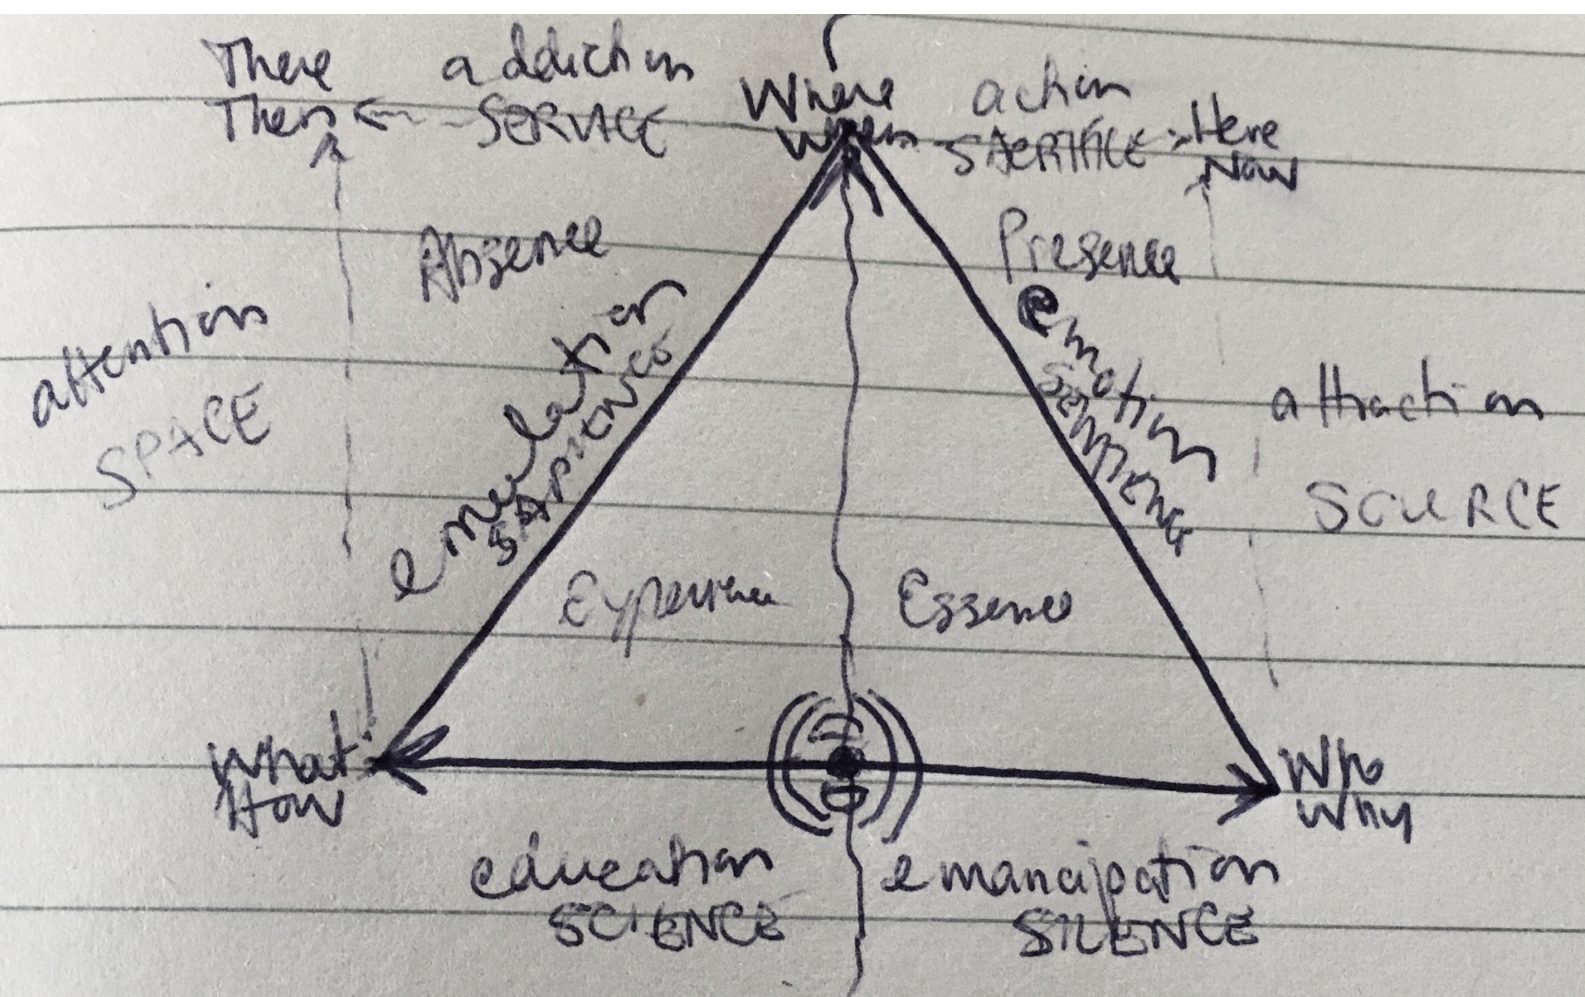 There
Then
addiction
SERVICE
Where
When
action
SACRIFICE
Here
Now
Absence
Presence
attention
SPACE
emulation
SAPIENCE
emotion
attraction
SOURCE
Experience
Essence
What
How
Who
Why
education
SCIENCE
emancipation
SILENCE